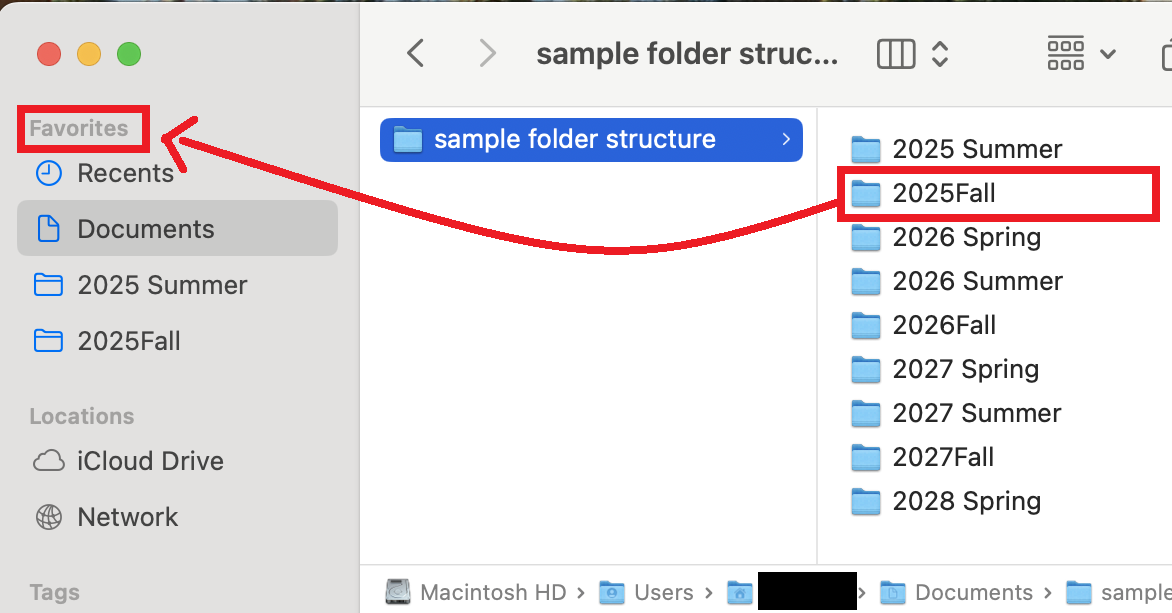 sample folder struc...
Favorites
Recents
Documents
2025 Summer
2025Fall
Locations
iCloud Drive
Network
Tags
sample folder structure
2025 Summer
2025Fall
2026 Spring
2026 Summer
2026Fall
2027 Spring
2027 Summer
2027Fall
2028 Spring
Macintosh HD › Users › › Documents › sample